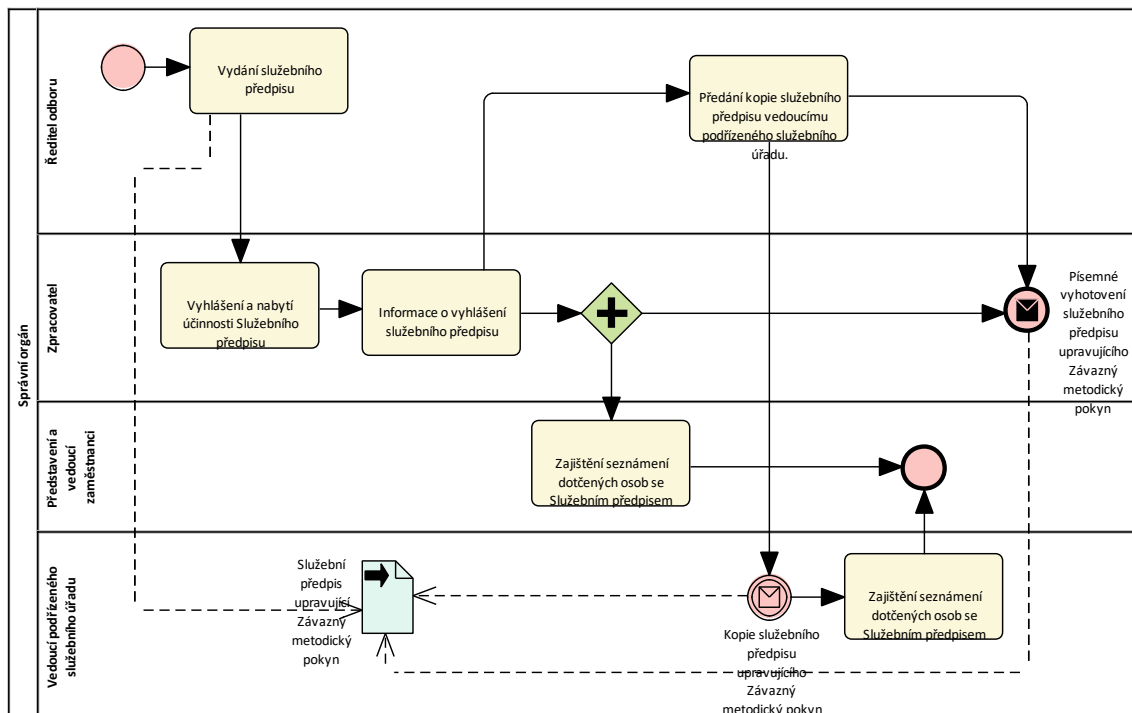 Správní orgán
Ředitel odboru
Vydání služebního
předpisu
Předání kopie služebního
předpisu vedoucímu
podřízeného služebního
úřadu.
Zpracovatel
Vyhlášení a nabytí
účinnosti Služebního
předpisu
Informace o vyhlášení
služebního předpisu
Písemné
vyhotovení
služebního
předpisu
upravujícího
Závazný
metodický
pokyn
Představení a
vedoucí
zaměstnanci
Zajištění seznámení
dotčených osob se
Služebním předpisem
Vedoucí podřízeného
služebního úřadu
Služební
předpis
upravující
Závazný
metodický
pokyn
Kopie služebního
předpisu
upravujícího
Závazný
metodický pokyn
Zajištění seznámení
dotčených osob se
Služebním předpisem